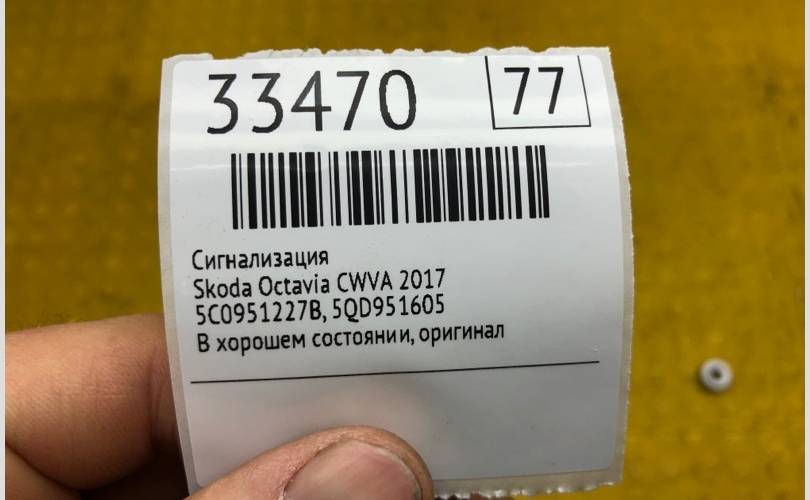 33470
77
Сигнализация
Skoda Octavia CWVA 2017
5C0951227B, 5QD951605
В хорошем состоянии, оригинал